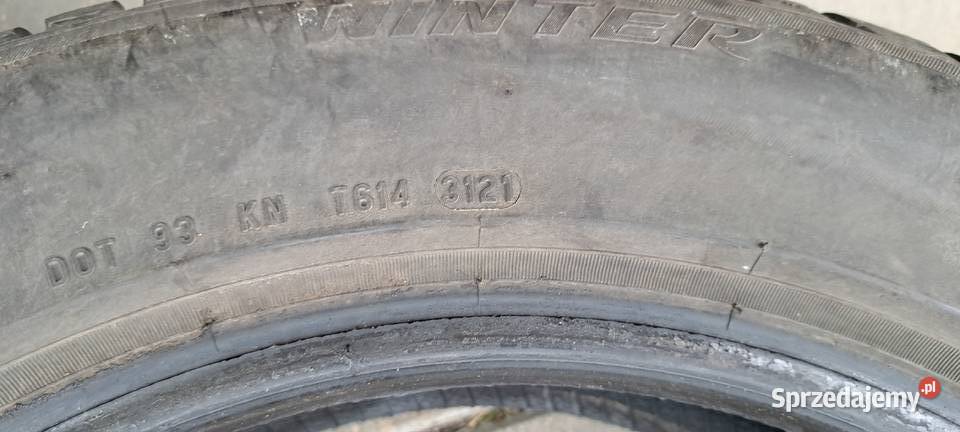 WINTER
DOT 93 KN T614 3121
Sprzedajemy.pl